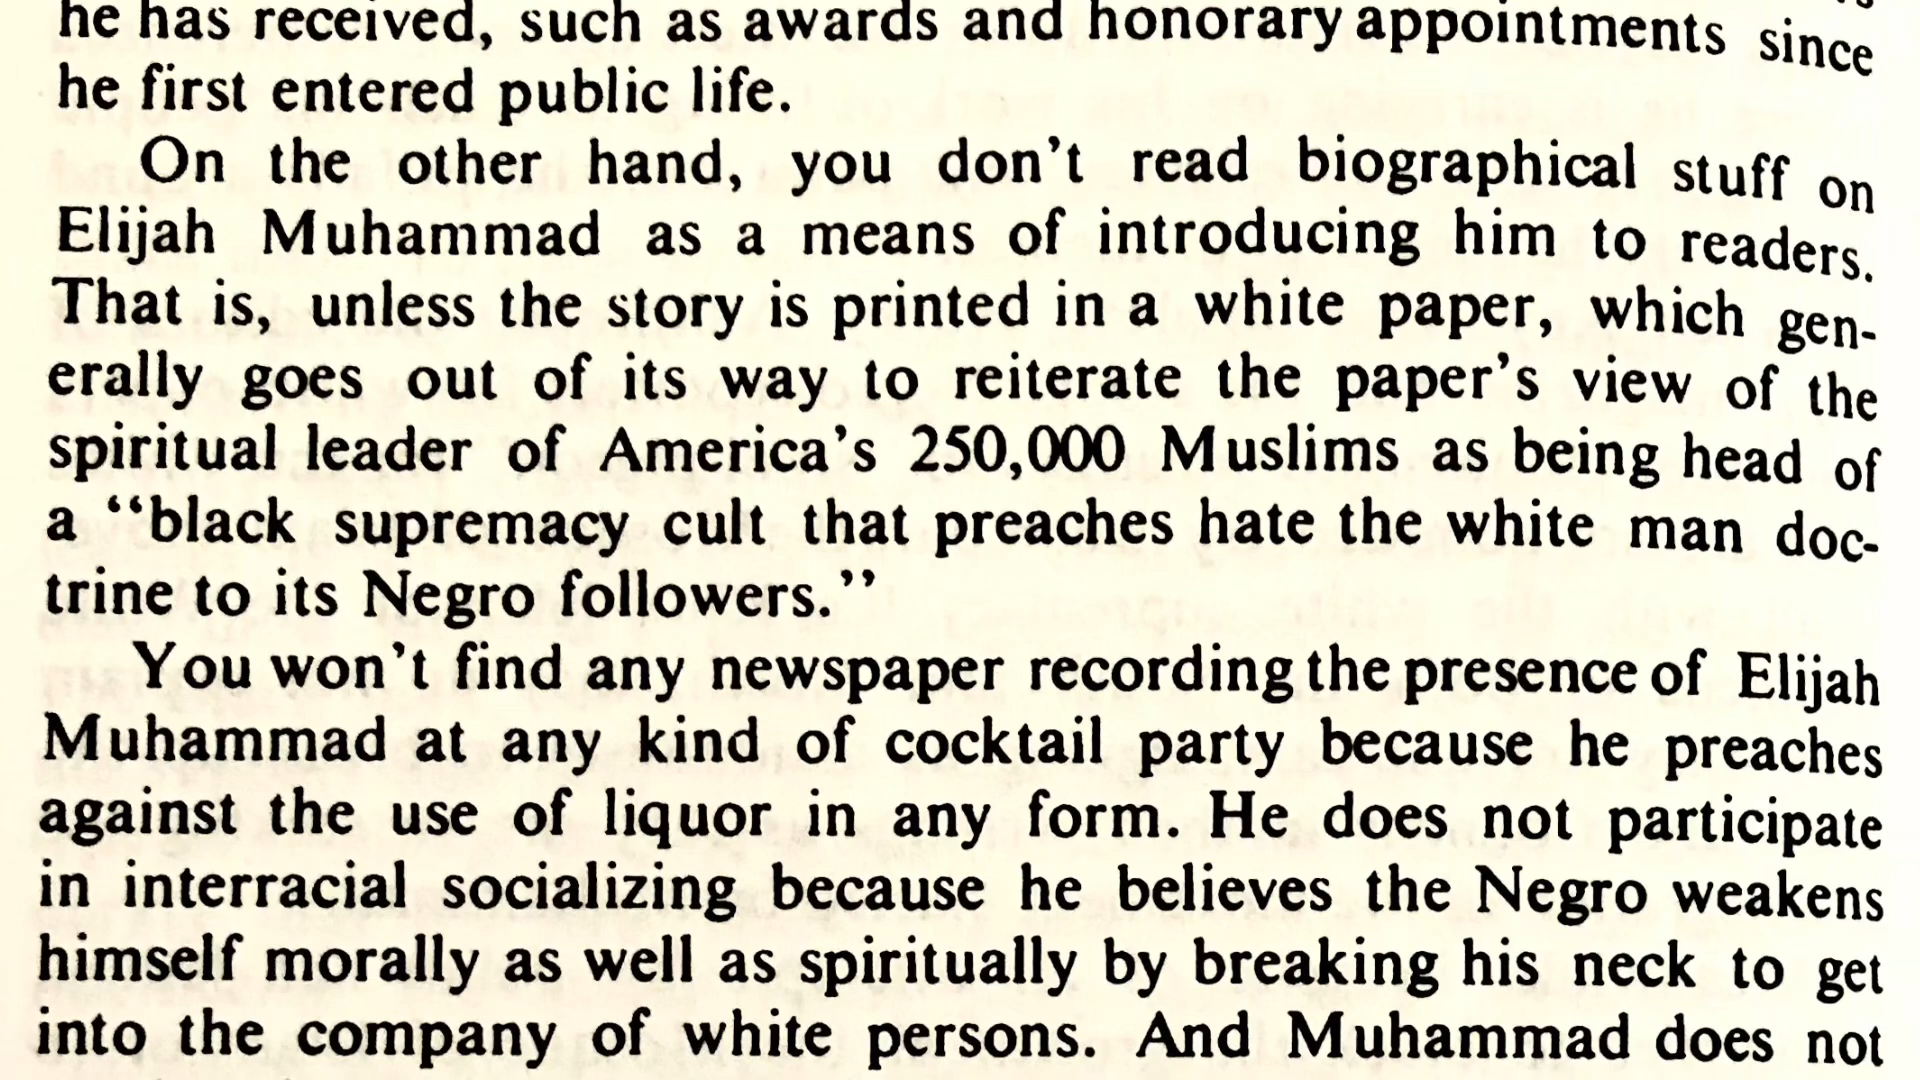 he has received, such as awards and honorary appointments since
he first entered public life.
On the other hand, you don't read biographical stuff on
Elijah Muhammad as a means of introducing him to readers.
That is, unless the story is printed in a white paper, which gen-
erally goes out of its way to reiterate the paper's view of the
spiritual leader of America's 250,000 Muslims as being head of
a “black supremacy cult that preaches hate the white man doc-
trine to its Negro followers.”
You won't find any newspaper recording the presence of Elijah
Muhammad at any kind of cocktail party because he preaches
against the use of liquor in any form. He does not participate
in interracial socializing because he believes the Negro weakens
himself morally as well as spiritually by breaking his neck to get
into the company of white persons. And Muhammad does not